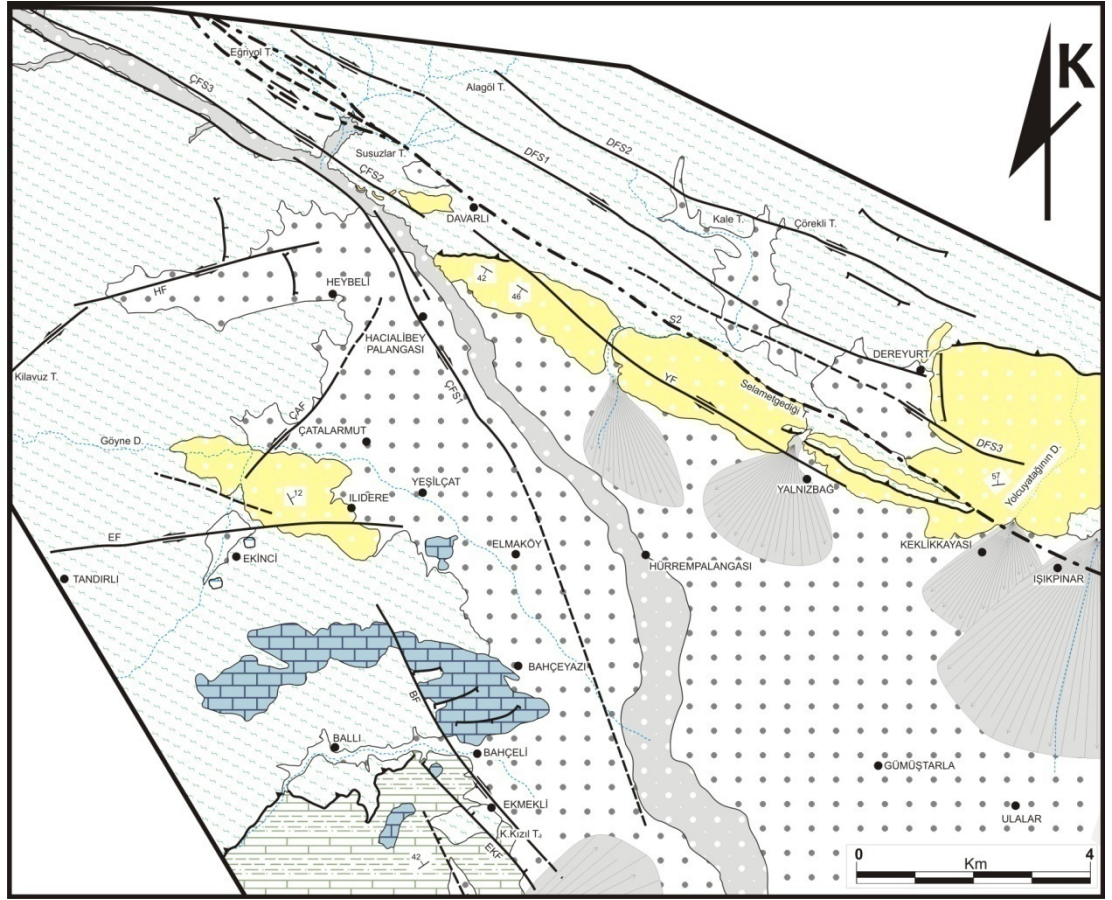 K
Eğriyol T.
ÇFS3
Alagöl T.
DFS2
DFS1
Susuzlar T.
ÇFS2
DAVARLI
Kale T.
Çörekli T.
42
46
HF
HEYBELİ
HACIALİBEY
PALANGASI
S2
DEREYURT
Kilavuz T.
YF
Selametgediği T.
ÇFS1
ÇAF
ÇATALARMUT
Göyne D.
DFS3
Yolcuyatağının D.
57
12
ILIDERE
YEŞİLÇAT
YALNIZBAĞ
EF
EKİNCİ
ELMAKÖY
HÜRREMPALANGASI
KEKLİKKAYASI
IŞIKPINAR
TANDIRLI
BAHÇEYAZI
BF
BALLI
BAHÇELİ
GÜMÜŞTARLA
EKMEKLİ
ULALAR
K.Kızıl T.
EKF
42
0 4
Km